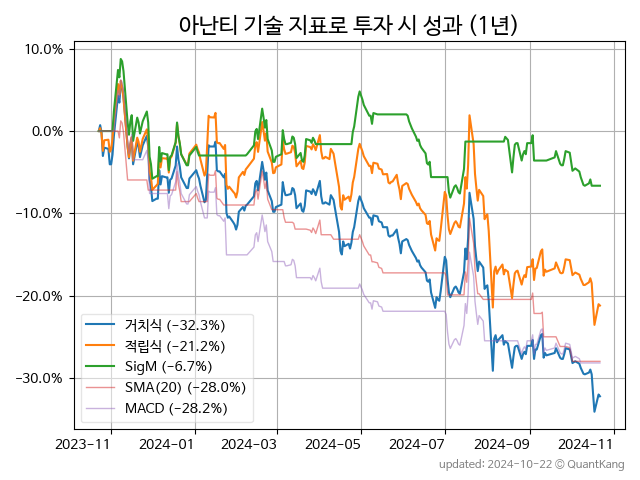 아난티 기술 지표로 투자 시 성과 (1년)
10.0%
0.0%
−10.0%
−20.0%
−30.0%
거치식 (−32.3%)
적립식 (−21.2%)
SigM (−6.7%)
SMA(20) (−28.0%)
MACD (−28.2%)
2023-11 2024-01 2024-03 2024-05 2024-07 2024-09 2024-11
updated: 2024-10-22 © QuantKang